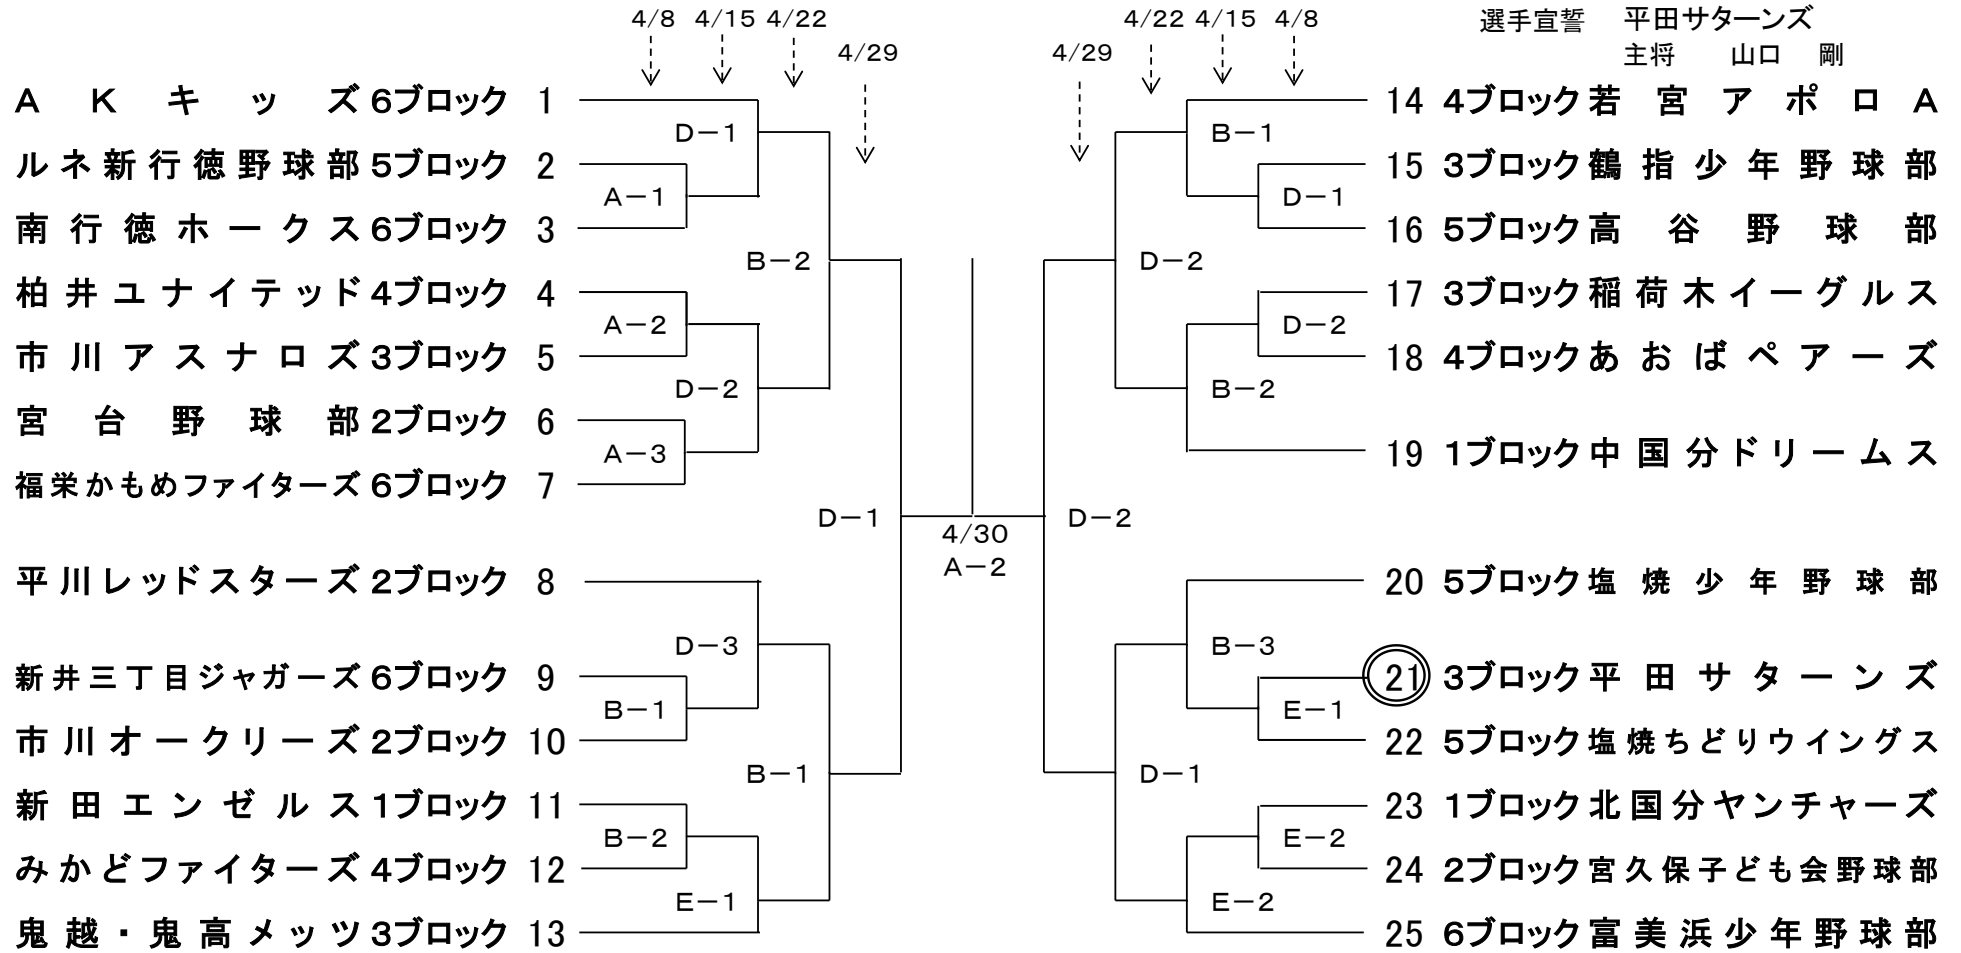 4/8 4/15 4/22 4/22 4/15 4/8 選手宣誓 平田サターンズ
4/29 4/29 主将 山口 剛
AKキッズ 6ブロック 1 14 4ブロック 若宮アポロA
D-1 B-1
ルネ新行徳野球部 5ブロック 2 15 3ブロック 鶴指少年野球部
A-1 D-1
南行徳ホークス 6ブロック 3 16 5ブロック 高谷野球部
B-2 D-2
柏井ユナイテッド 4ブロック 4 17 3ブロック 稲荷木イーグルス
A-2 D-2
市川アスナロズ 3ブロック 5 18 4ブロック あおばペアーズ
D-2 B-2
宮台野球部 2ブロック 6
A-3 19 1ブロック 中国分ドリームス
福栄かもめファイターズ 6ブロック 7
D-1 D-2
4/30
A-2
平川レッドスターズ 2ブロック 8 20 5ブロック 塩焼少年野球部
D-3 B-3
新井三丁目ジャガーズ 6ブロック 9 21 3ブロック 平田サターンズ
B-1 E-1
市川オークリーズ 2ブロック 10 22 5ブロック 塩焼ちどりウイングス
B-1 D-1
新田エンゼルス 1ブロック 11 23 1ブロック 北国分ヤンチャーズ
B-2 E-2
みかどファイターズ 4ブロック 12 24 2ブロック 宮久保子ども会野球部
E-1 E-2
鬼越・鬼高メッツ 3ブロック 13 25 6ブロック 富美浜少年野球部